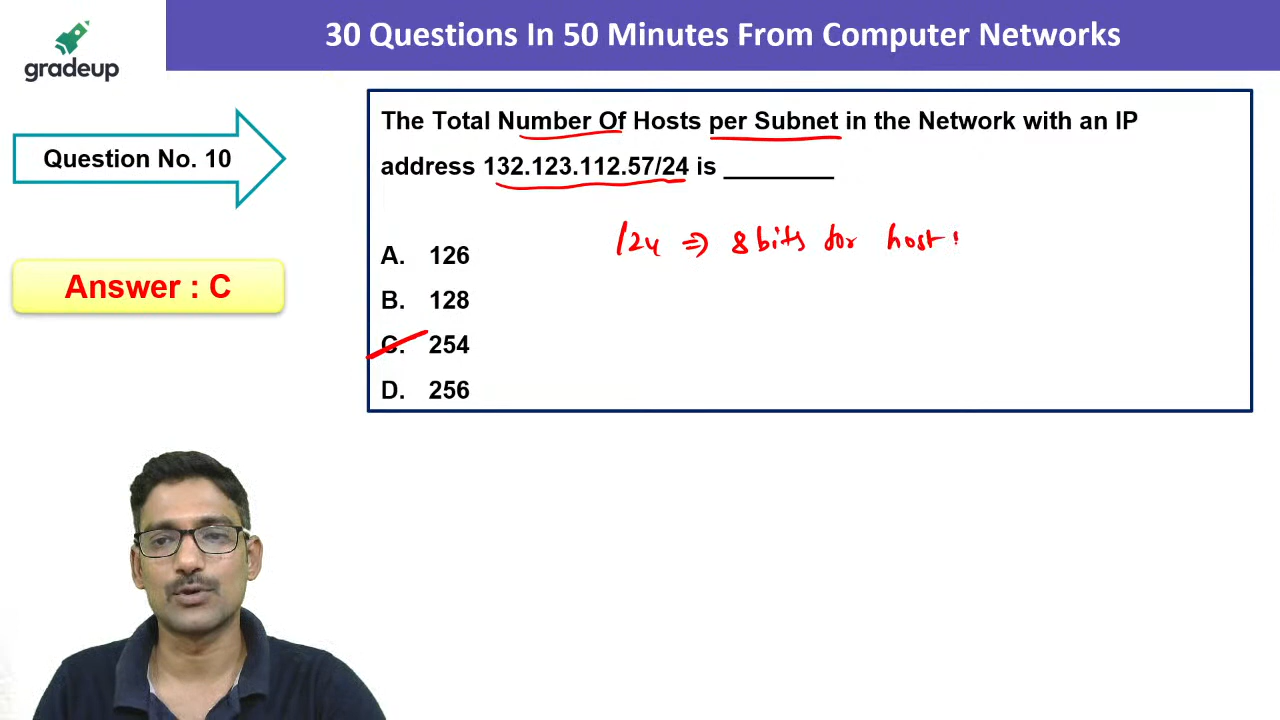 30 Questions In 50 Minutes From Computer Networks
gradeup
Question No. 10
The Total Number Of Hosts per Subnet in the Network with an IP
address 132.123.112.57/24 is ________
/24 ⇒ 8 bits for host
A. 126
B. 128
C. 254
D. 256
Answer : C